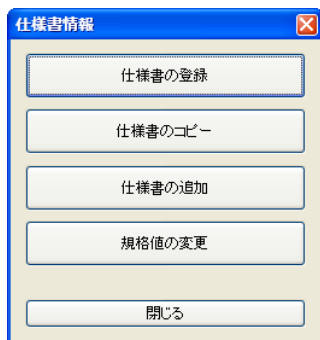 仕様書情報
仕様書の登録
仕様書のコピー
仕様書の追加
規格値の変更
閉じる